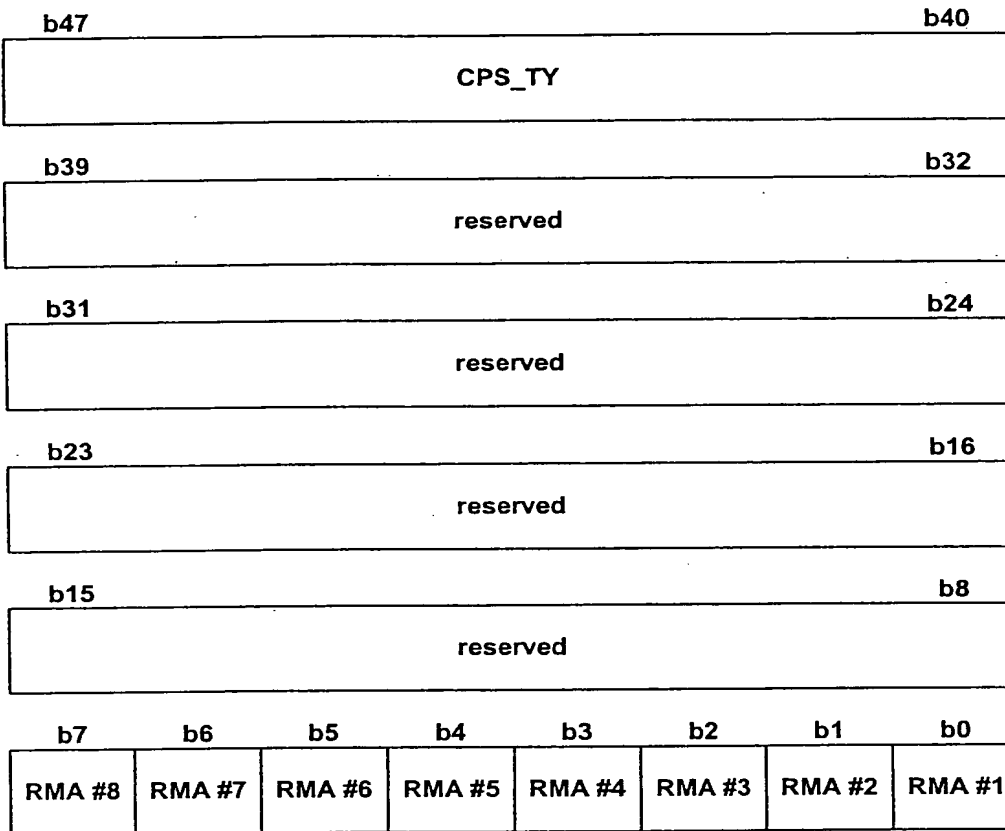 b47 b40
CPS_TY
b39 b32
reserved
b31 b24
reserved
b23 b16
reserved
b15 b8
reserved
b7 b6 b5 b4 b3 b2 b1 b0
RMA #8 RMA #7 RMA #6 RMA #5 RMA #4 RMA #3 RMA #2 RMA #1